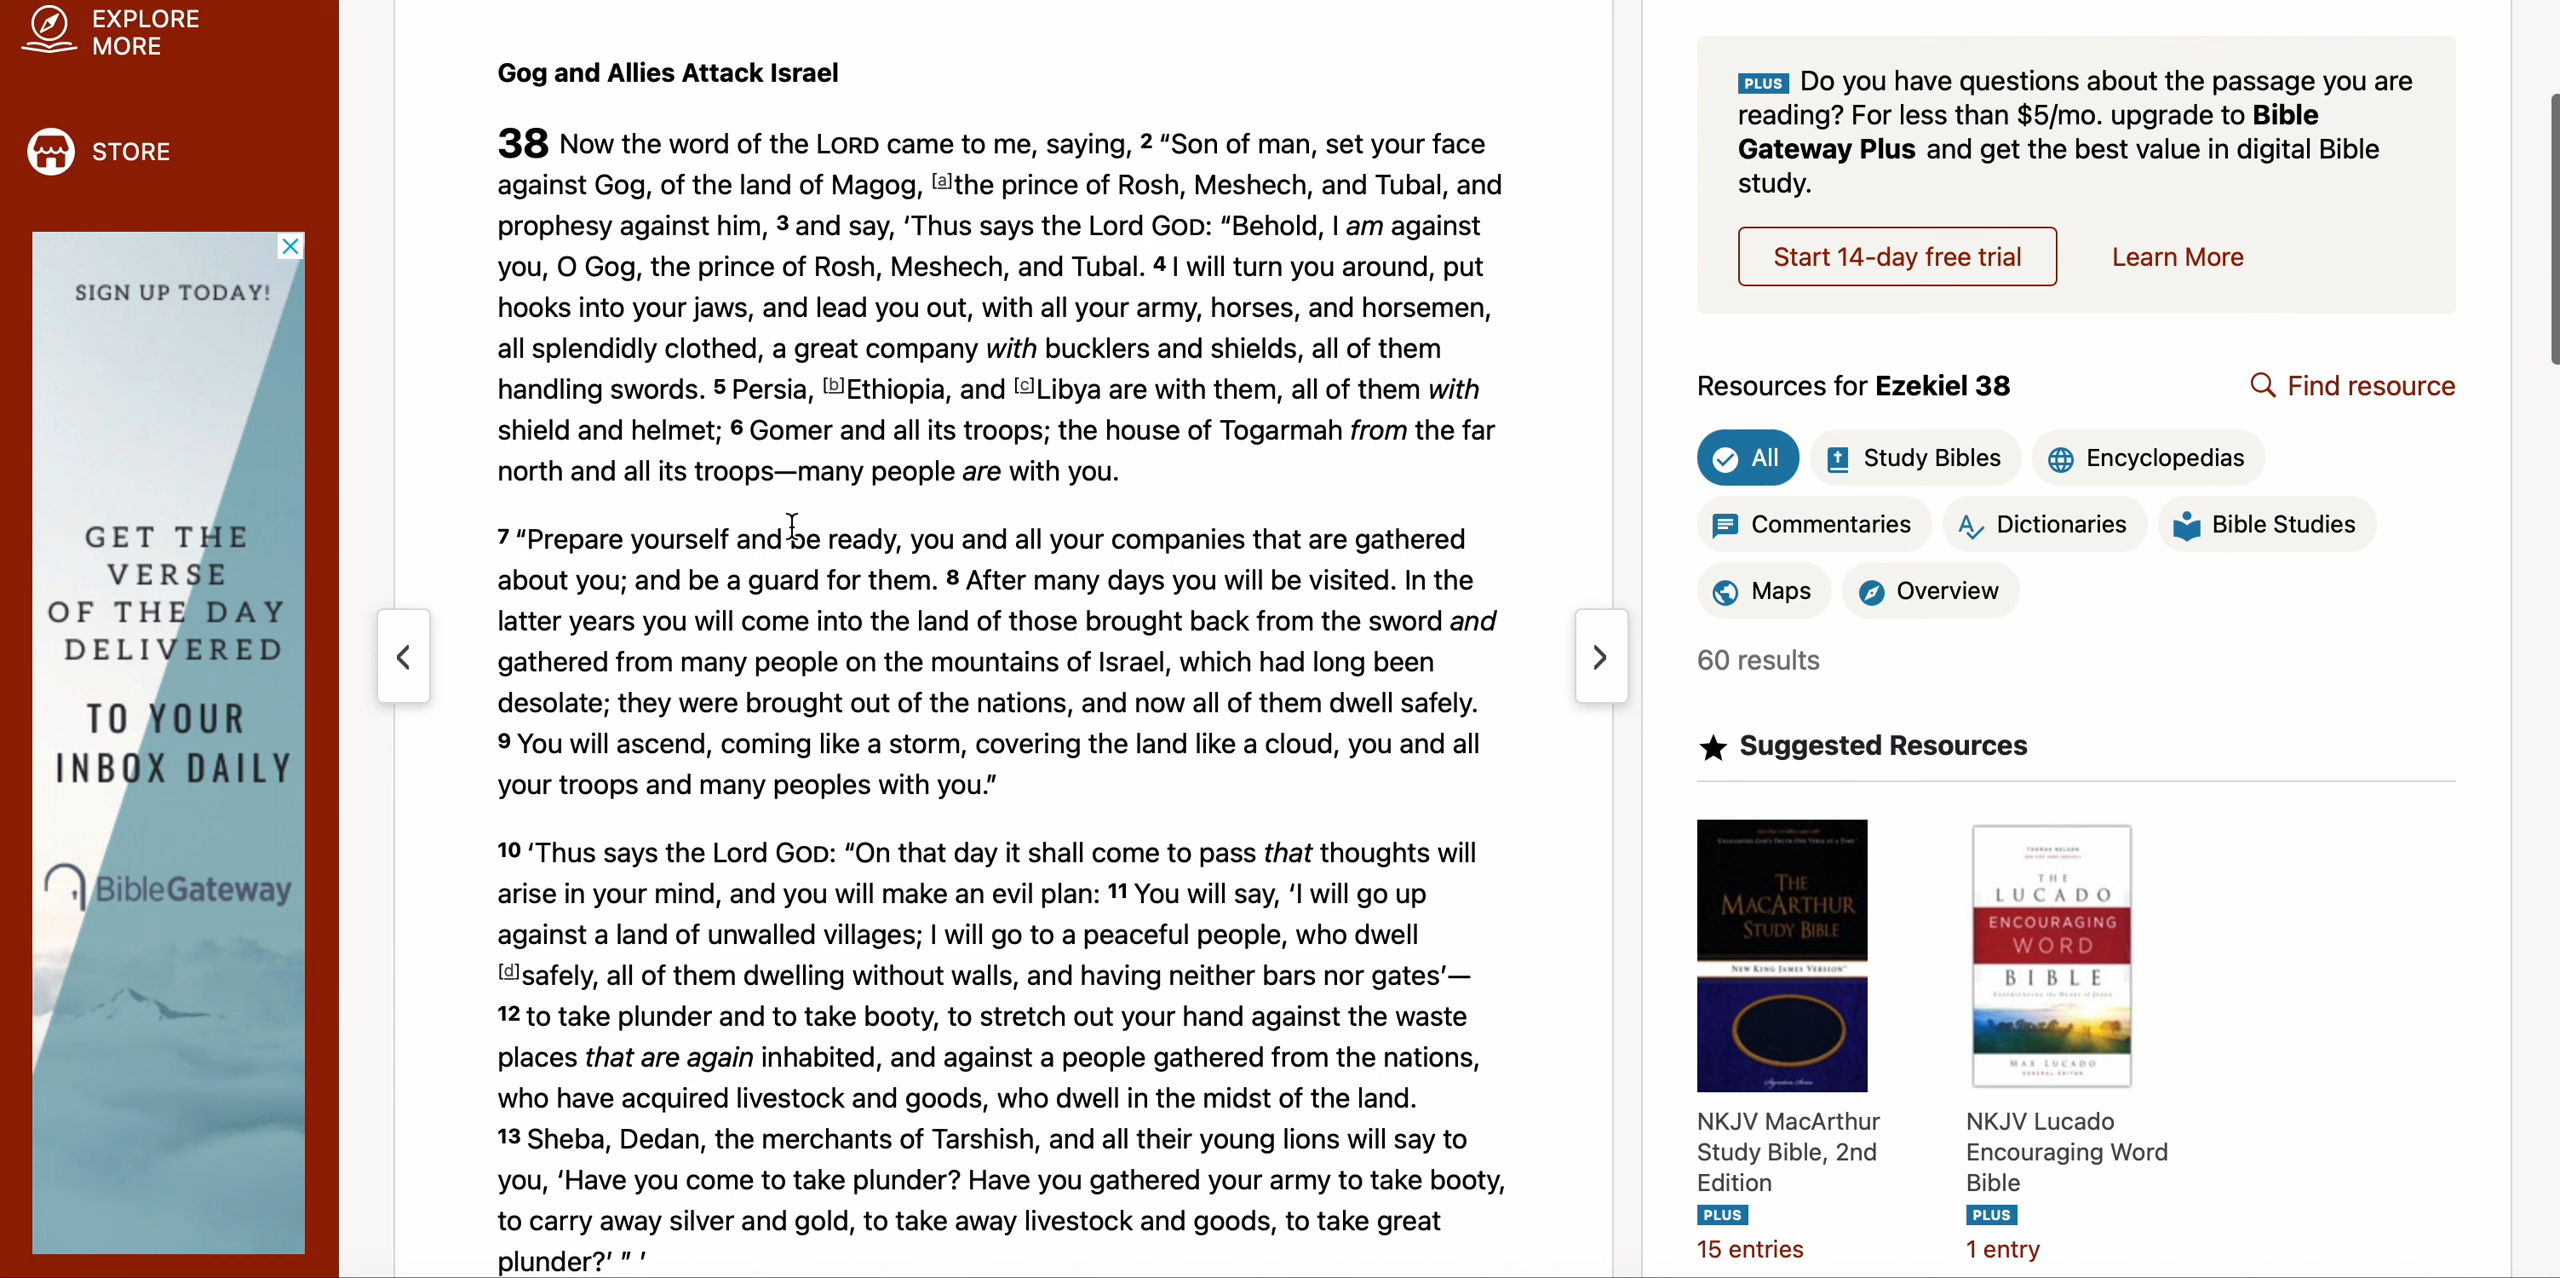 EXPLORE
MORE
STORE
SIGN UP TODAY!
GET THE
VERSE
OF THE DAY
DELIVERED
TO YOUR
INBOX DAILY
BibleGateway
Gog and Allies Attack Israel
38 Now the word of the LORD came to me, saying, 2 “Son of man, set your face
against Gog, of the land of Magog, [a]the prince of Rosh, Meshech, and Tubal, and
prophesy against him, 3 and say, ‘Thus says the Lord GOD: “Behold, I am against
you, O Gog, the prince of Rosh, Meshech, and Tubal. 4 I will turn you around, put
hooks into your jaws, and lead you out, with all your army, horses, and horsemen,
all splendidly clothed, a great company with bucklers and shields, all of them
handling swords. 5 Persia, [b]Ethiopia, and [c]Libya are with them, all of them with
shield and helmet; 6 Gomer and all its troops; the house of Togarmah from the far
north and all its troops—many people are with you.
7 “Prepare yourself and be ready, you and all your companies that are gathered
about you; and be a guard for them. 8 After many days you will be visited. In the
latter years you will come into the land of those brought back from the sword and
gathered from many people on the mountains of Israel, which had long been
desolate; they were brought out of the nations, and now all of them dwell safely.
9 You will ascend, coming like a storm, covering the land like a cloud, you and all
your troops and many peoples with you.”
10 ‘Thus says the Lord GOD: “On that day it shall come to pass that thoughts will
arise in your mind, and you will make an evil plan: 11 You will say, ‘I will go up
against a land of unwalled villages; I will go to a peaceful people, who dwell
[d]safely, all of them dwelling without walls, and having neither bars nor gates’—
12 to take plunder and to take booty, to stretch out your hand against the waste
places that are again inhabited, and against a people gathered from the nations,
who have acquired livestock and goods, who dwell in the midst of the land.
13 Sheba, Dedan, the merchants of Tarshish, and all their young lions will say to
you, ‘Have you come to take plunder? Have you gathered your army to take booty,
to carry away silver and gold, to take away livestock and goods, to take great
plunder?’ ” ’
PLUS Do you have questions about the passage you are
reading? For less than $5/mo. upgrade to Bible
Gateway Plus and get the best value in digital Bible
study.
Start 14-day free trial
Learn More
Resources for Ezekiel 38
Find resource
All
Study Bibles
Encyclopedias
Commentaries
Dictionaries
Bible Studies
Maps
Overview
60 results
Suggested Resources
THE
MACARTHUR
STUDY BIBLE
NEW KING JAMES VERSION
NKJV MacArthur
Study Bible, 2nd
Edition
PLUS
15 entries
THOMAS NELSON
THE
LUCADO
ENCOURAGING
WORD
BIBLE
MAX LUCADO
GENERAL EDITOR
NKJV Lucado
Encouraging Word
Bible
PLUS
1 entry